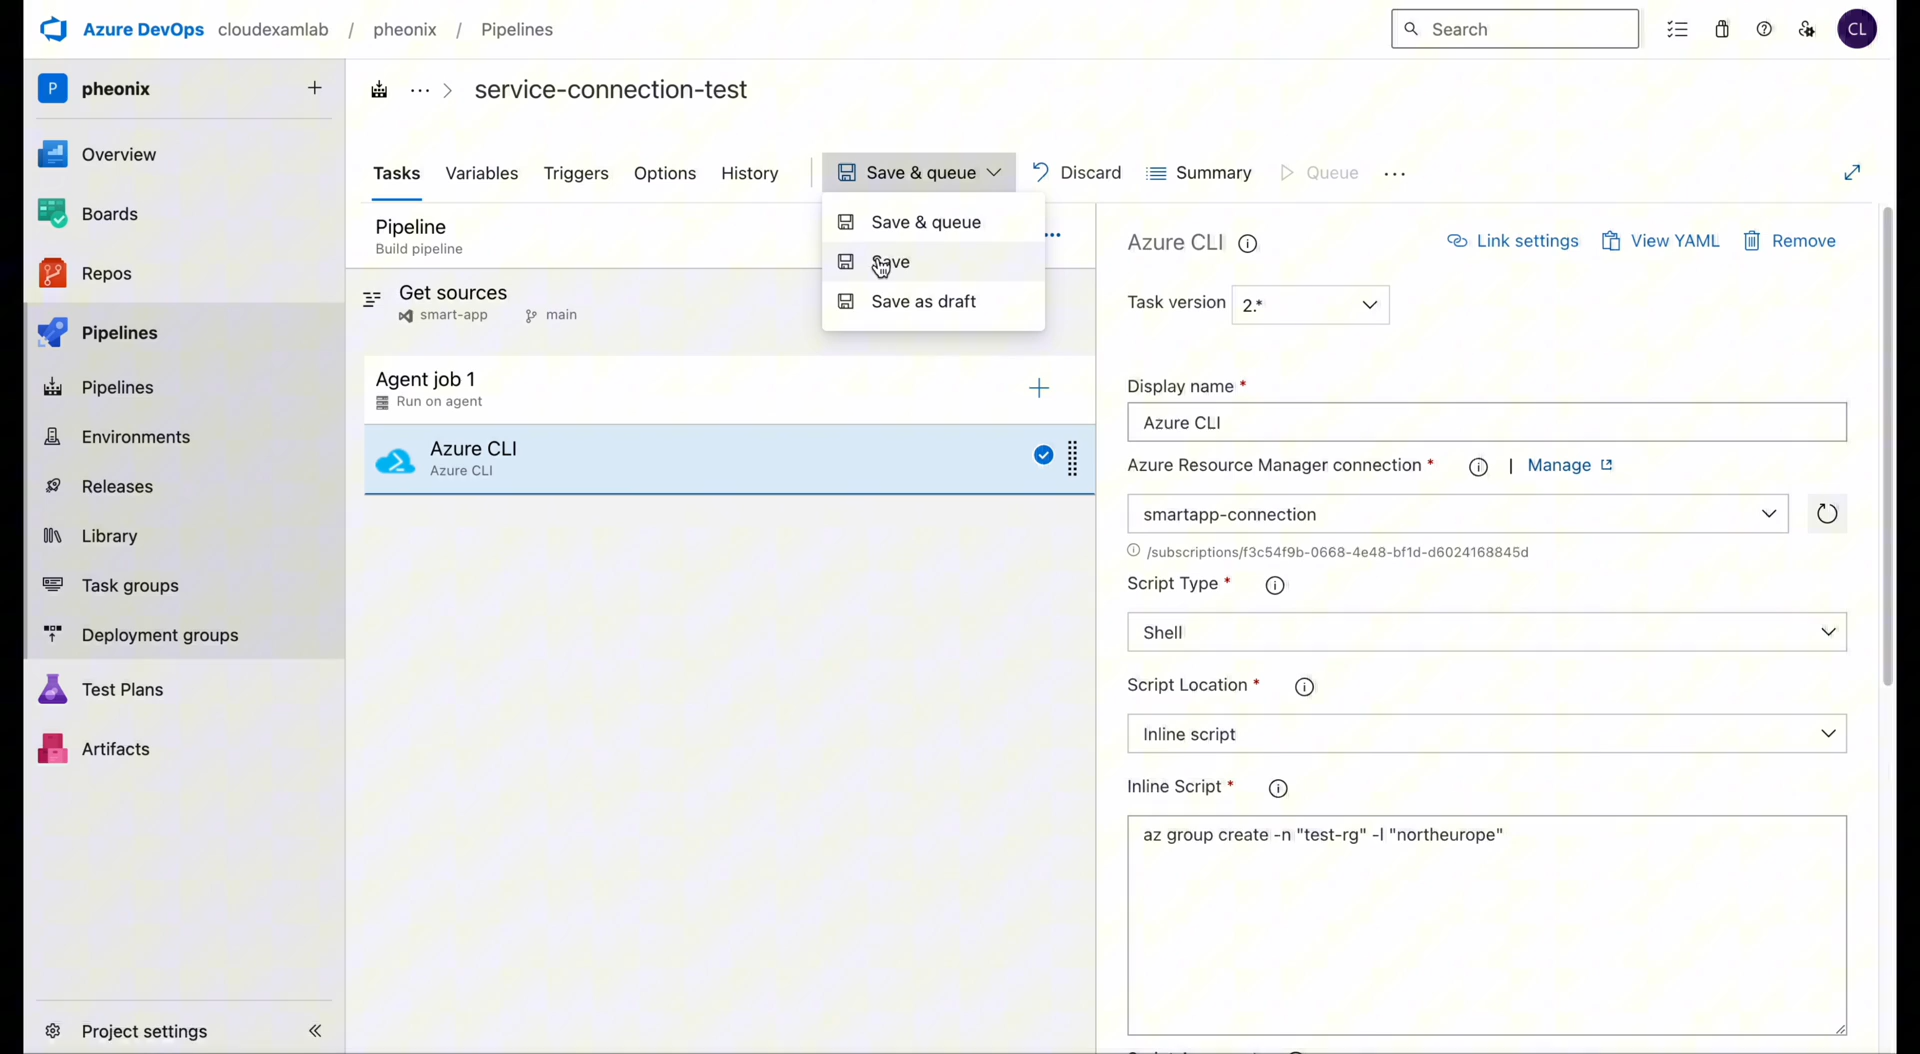 Azure DevOps cloudexamlab / pheonix / Pipelines
Search
CL
P pheonix
Overview
Boards
Repos
Pipelines
Pipelines
Environments
Releases
Library
Task groups
Deployment groups
Test Plans
Artifacts
Project settings
service-connection-test
Tasks Variables Triggers Options History Save & queue Discard Summary Queue
Save & queue
Save as draft
Pipeline
Build pipeline
Get sources
smart-app main
Agent job 1
Run on agent
Azure CLI
Azure CLI
Azure CLI Link settings View YAML Remove
Task version 2.*
Display name *
Azure CLI
Azure Resource Manager connection * | Manage
smartapp-connection
/subscriptions/f3c54f9b-0668-4e48-bf1d-d6024168845d
Script Type *
Shell
Script Location *
Inline script
Inline Script *
az group create -n "test-rg" -l "northeurope"